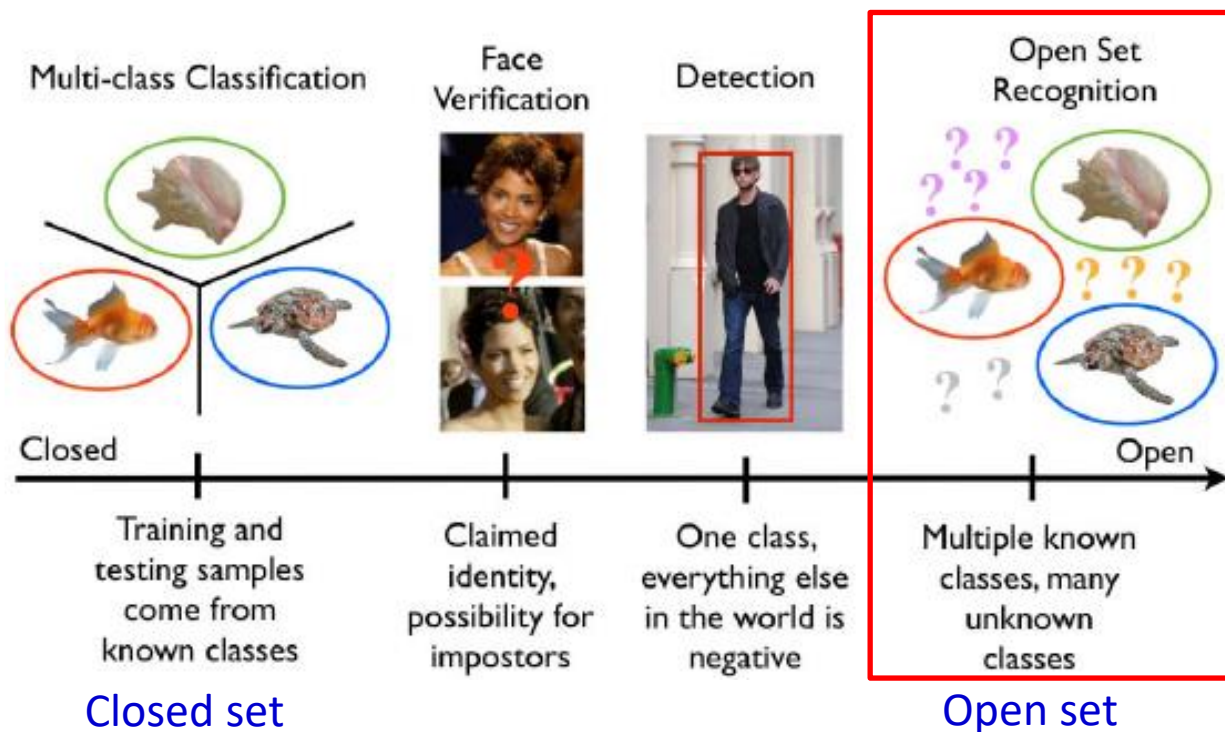 Multi-class Classification
Face
Verification
Detection
Open Set
Recognition
?
? ?
? ?
? ? ?
? ?
Closed
Open
Training and
testing samples
come from
known classes
Claimed
identity,
possibility for
impostors
One class,
everything else
in the world is
negative
Multiple known
classes, many
unknown
classes
Closed set
Open set